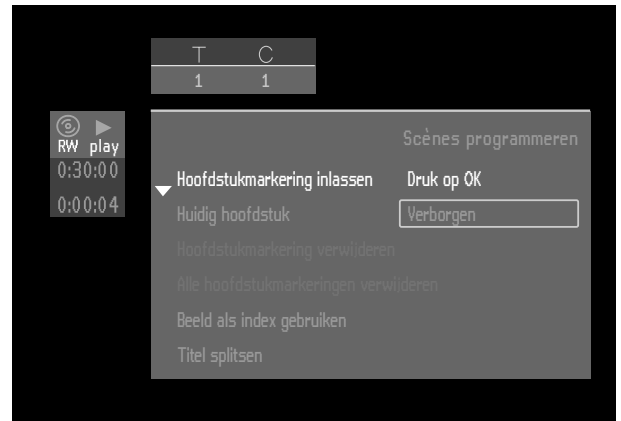 T C
1 1
RW play
0:30:00
0:00:04
Scènes programmeren
Hoofdstukmarkering inlassen Druk op OK
Huidig hoofdstuk Verborgen
Hoofdstukmarkering verwijderen
Alle hoofdstukmarkeringen verwijderen
Beeld als index gebruiken
Titel splitsen